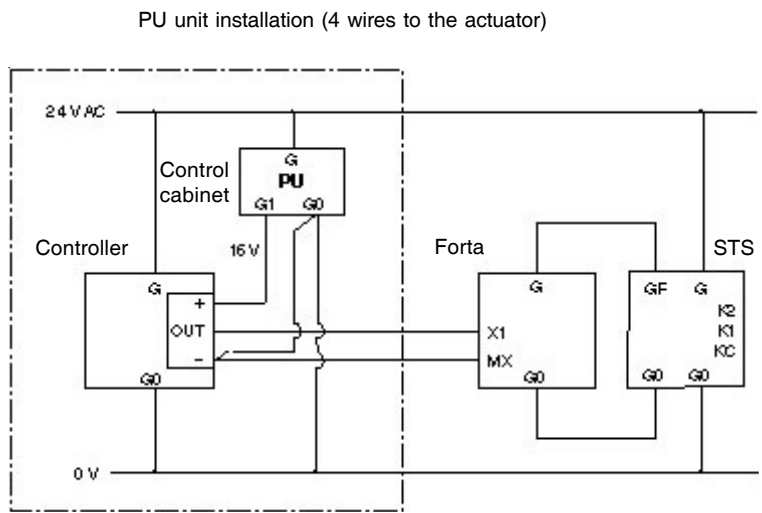 PU unit installation (4 wires to the actuator)
24 V AC
Control
cabinet
G
PU
G1 G0
Controller
16 V
Forta
STS
G
+
OUT
-
G0
G
X1
MX
G0
GF G
K2
K1
KC
G0 G0
0 V